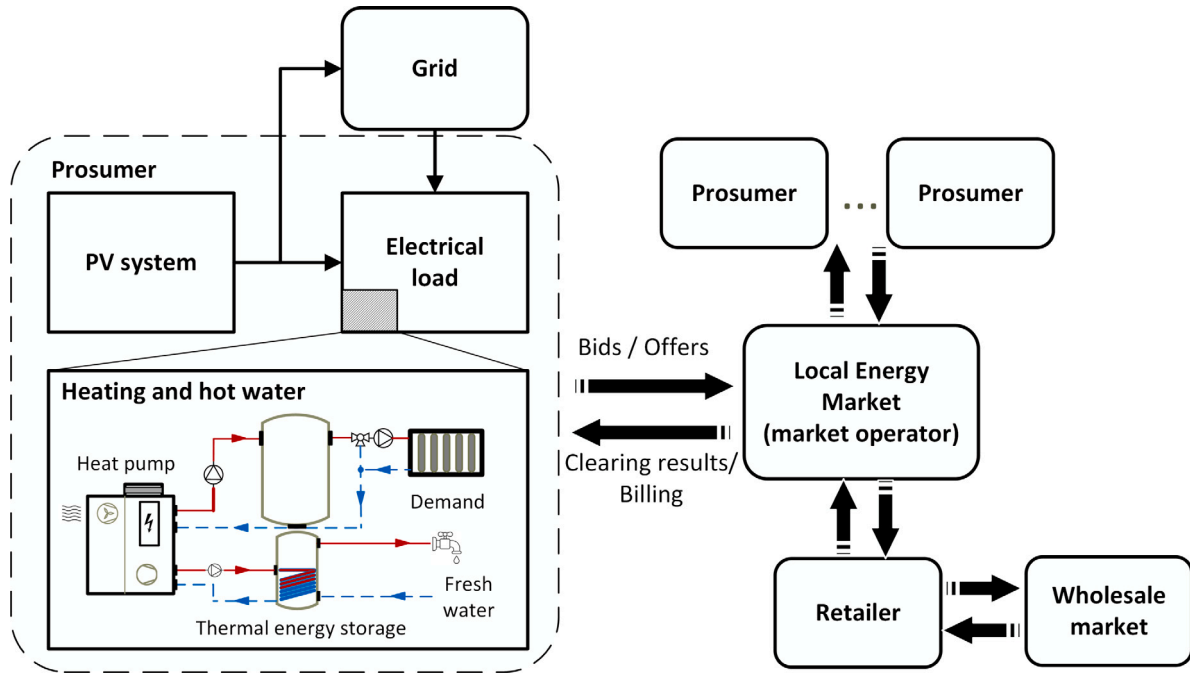 Grid
Prosumer
PV system
Electrical
load
Heating and hot water
Heat pump
Demand
Fresh
water
Thermal energy storage
Bids / Offers
Clearing results/
Billing
Prosumer
...
Prosumer
Local Energy
Market
(market operator)
Retailer
Wholesale
market